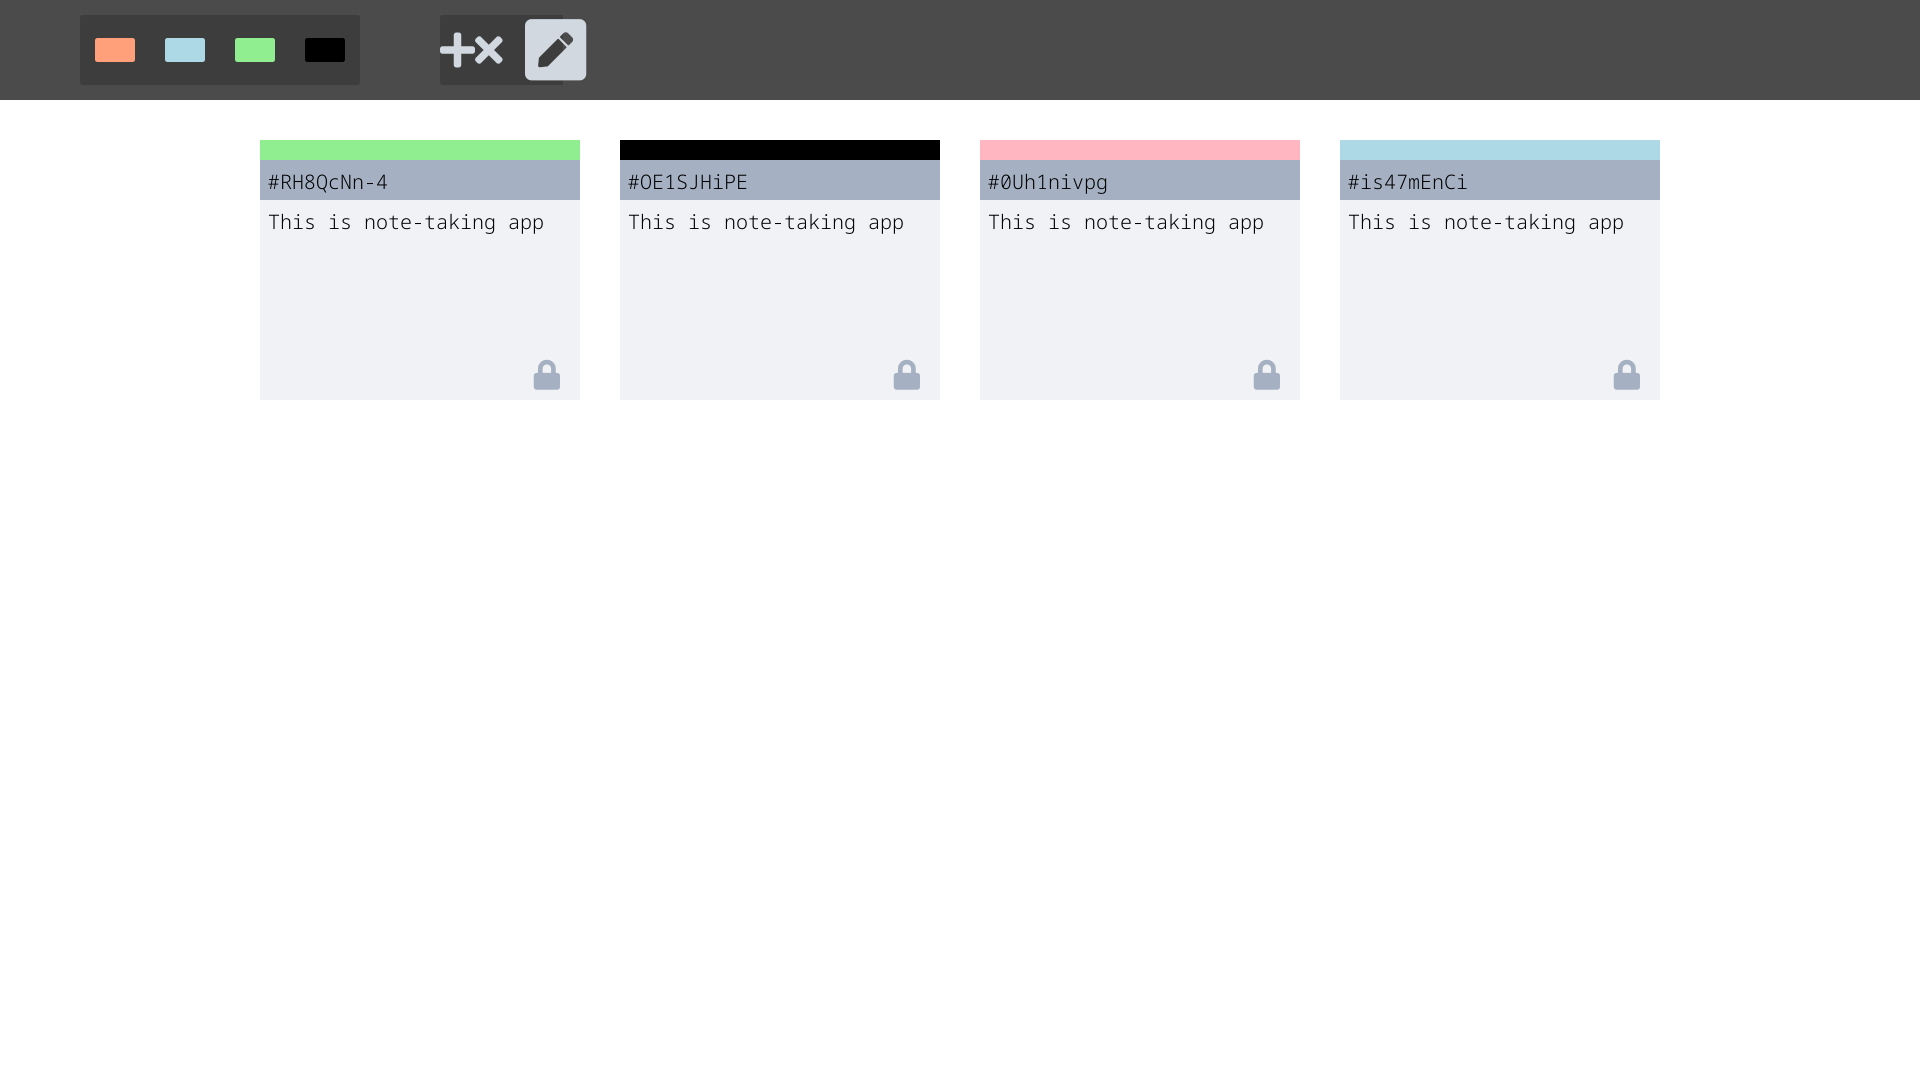 #RH8QcNn-4
This is note-taking app
#OE1SJHiPE
This is note-taking app
#0Uh1nivpg
This is note-taking app
#is47mEnCi
This is note-taking app